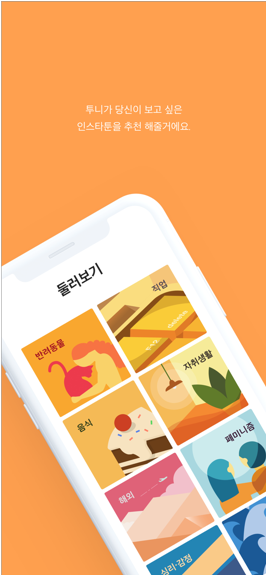 투니가 당신이 보고 싶은
인스타툰을 추천 해줄거에요.
둘러보기
반려동물
직업
음식
자취생활
해외
페미니즘
심리·감정